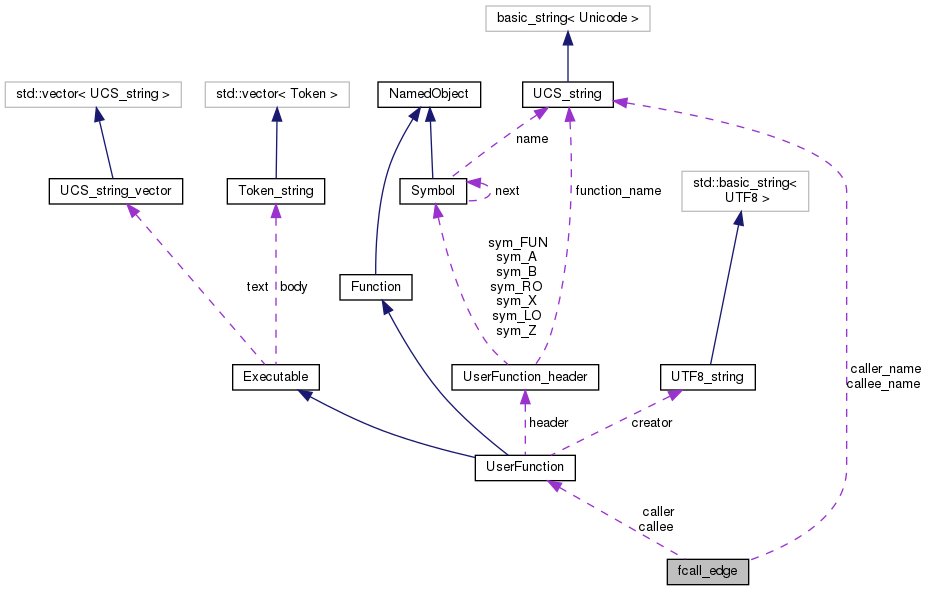 basic_string< Unicode >
std::vector< UCS_string >
std::vector< Token >
NamedObject
UCS_string
name
UCS_string_vector
Token_string
Symbol
next
function_name
std::basic_string<
UTF8 >
sym_FUN
sym_A
sym_B
sym_RO
sym_X
sym_LO
sym_Z
text
body
Function
Executable
UserFunction_header
UTF8_string
caller_name
callee_name
header
creator
UserFunction
caller
callee
fcall_edge